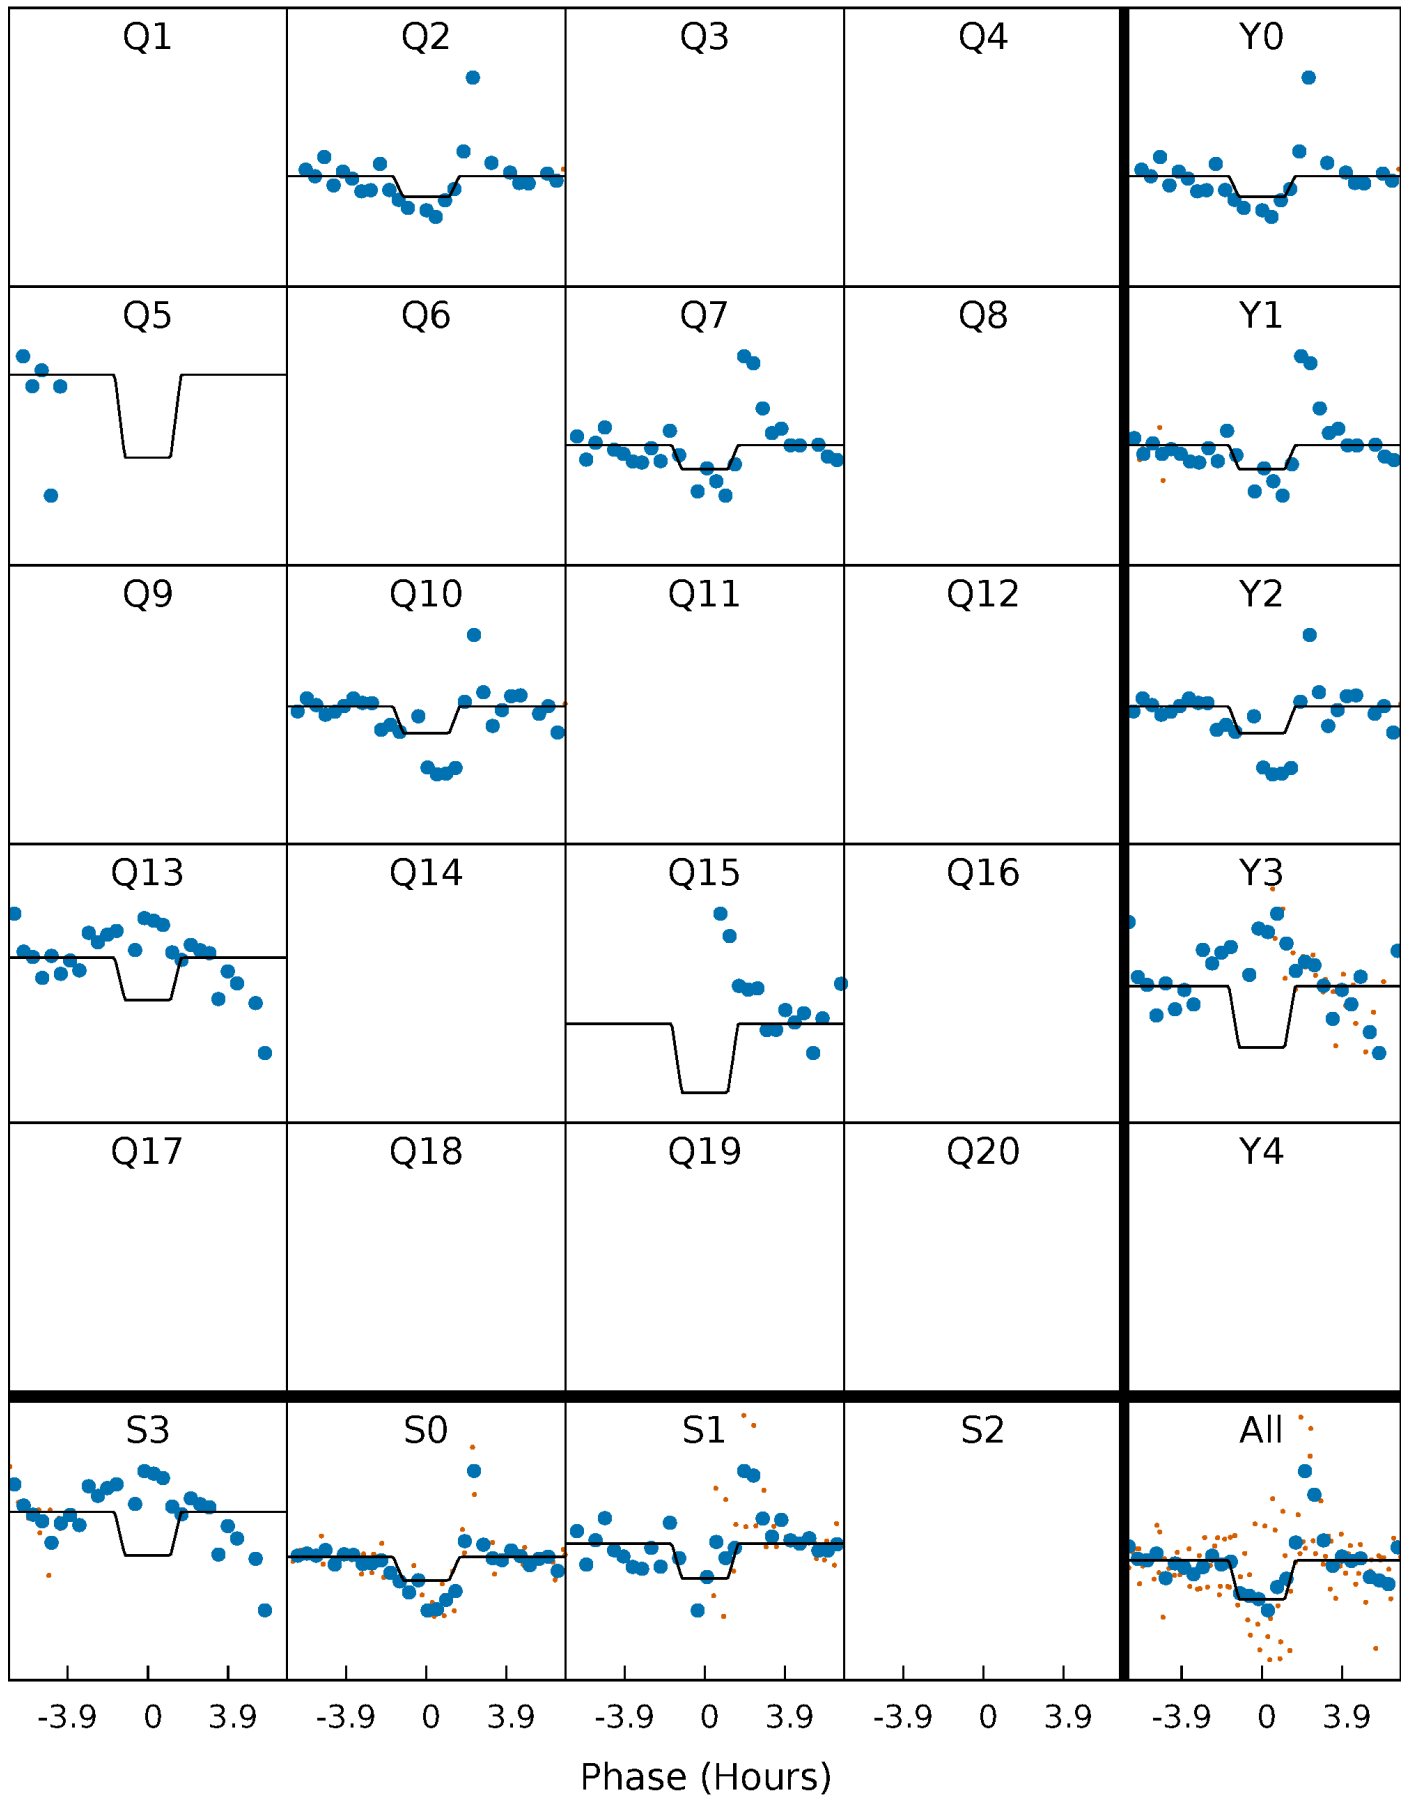 Q1 Q2 Q3 Q4 Y0
Q5 Q6 Q7 Q8 Y1
Q9 Q10 Q11 Q12 Y2
Q13 Q14 Q15 Q16 Y3
Q17 Q18 Q19 Q20 Y4
S3 S0 S1 S2 All
-3.9 0 3.9 -3.9 0 3.9 -3.9 0 3.9 -3.9 0 3.9 -3.9 0 3.9
Phase (Hours)